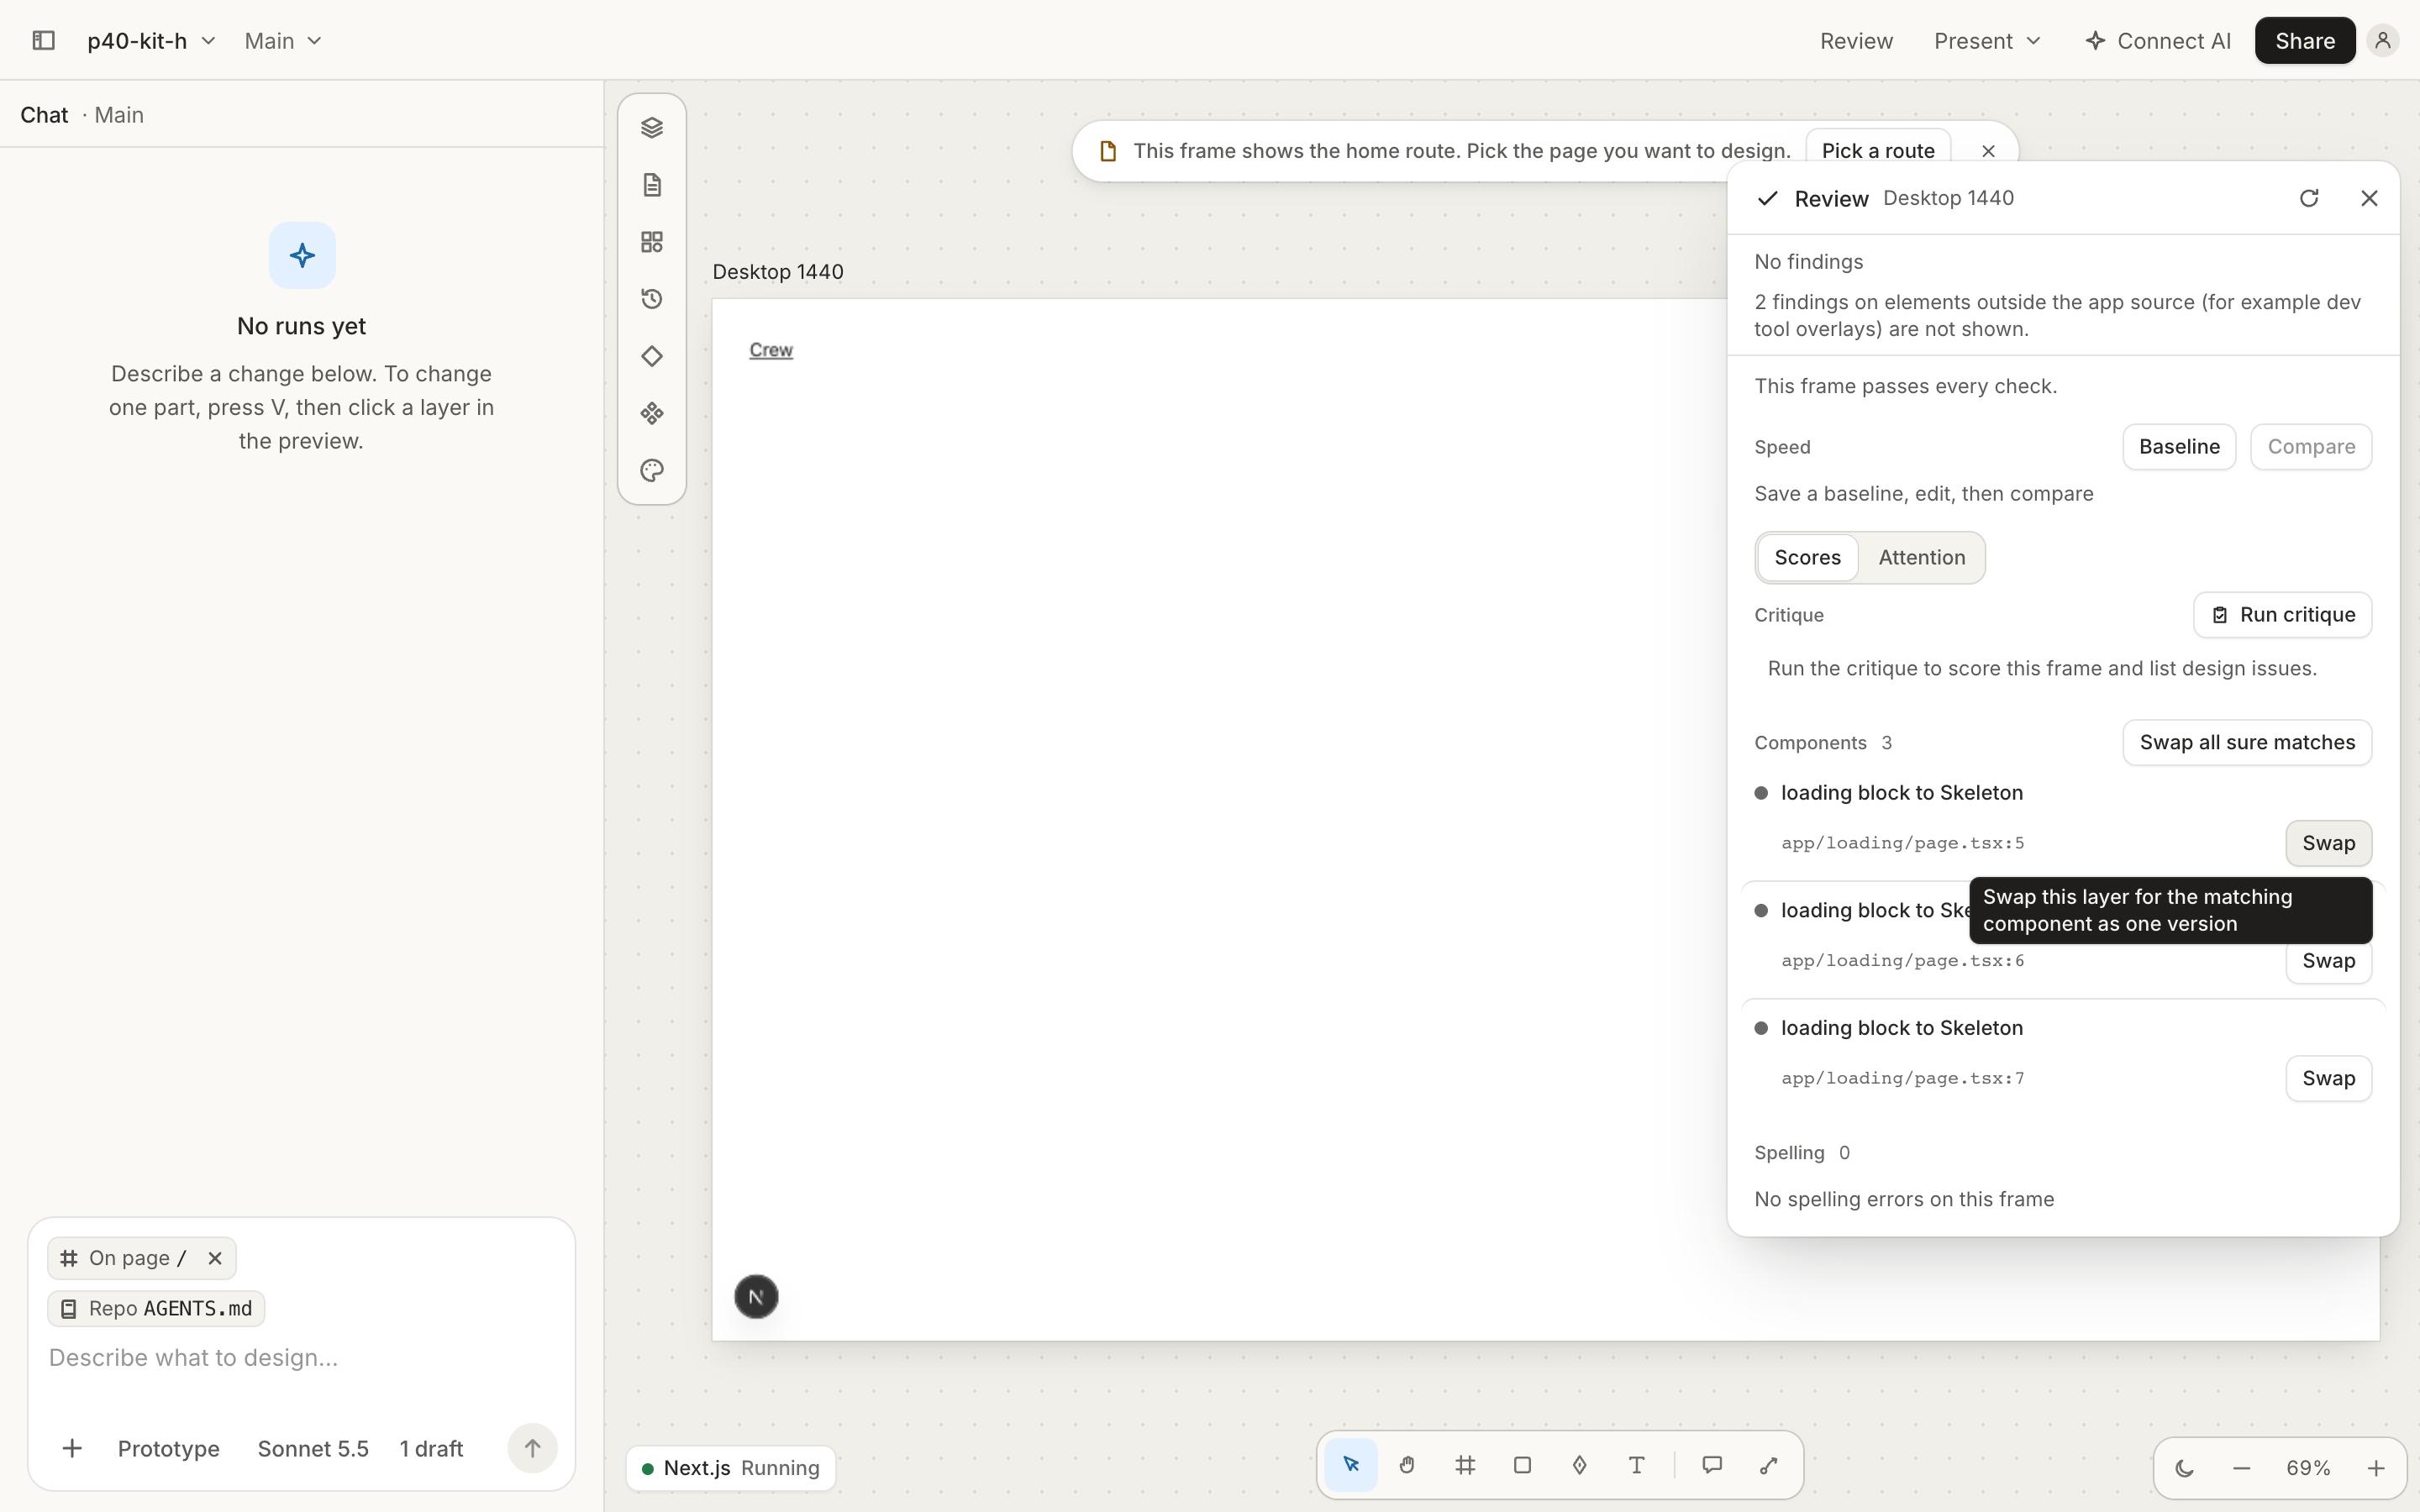 p40-kit-h
Main
Review
Present
Connect AI
Share
Chat · Main
No runs yet
Describe a change below. To change
one part, press V, then click a layer in
the preview.
On page /
Repo AGENTS.md
Describe what to design...
Prototype
Sonnet 5.5
1 draft
This frame shows the home route. Pick the page you want to design.
Pick a route
Desktop 1440
Crew
N
Review Desktop 1440
No findings
2 findings on elements outside the app source (for example dev
tool overlays) are not shown.
This frame passes every check.
Speed
Baseline
Compare
Save a baseline, edit, then compare
Scores
Attention
Critique
Run critique
Run the critique to score this frame and list design issues.
Components 3
Swap all sure matches
loading block to Skeleton
app/loading/page.tsx:5
Swap
Swap this layer for the matching
component as one version
loading block to Ske
app/loading/page.tsx:6
Swap
loading block to Skeleton
app/loading/page.tsx:7
Swap
Spelling 0
No spelling errors on this frame
Next.js Running
69%